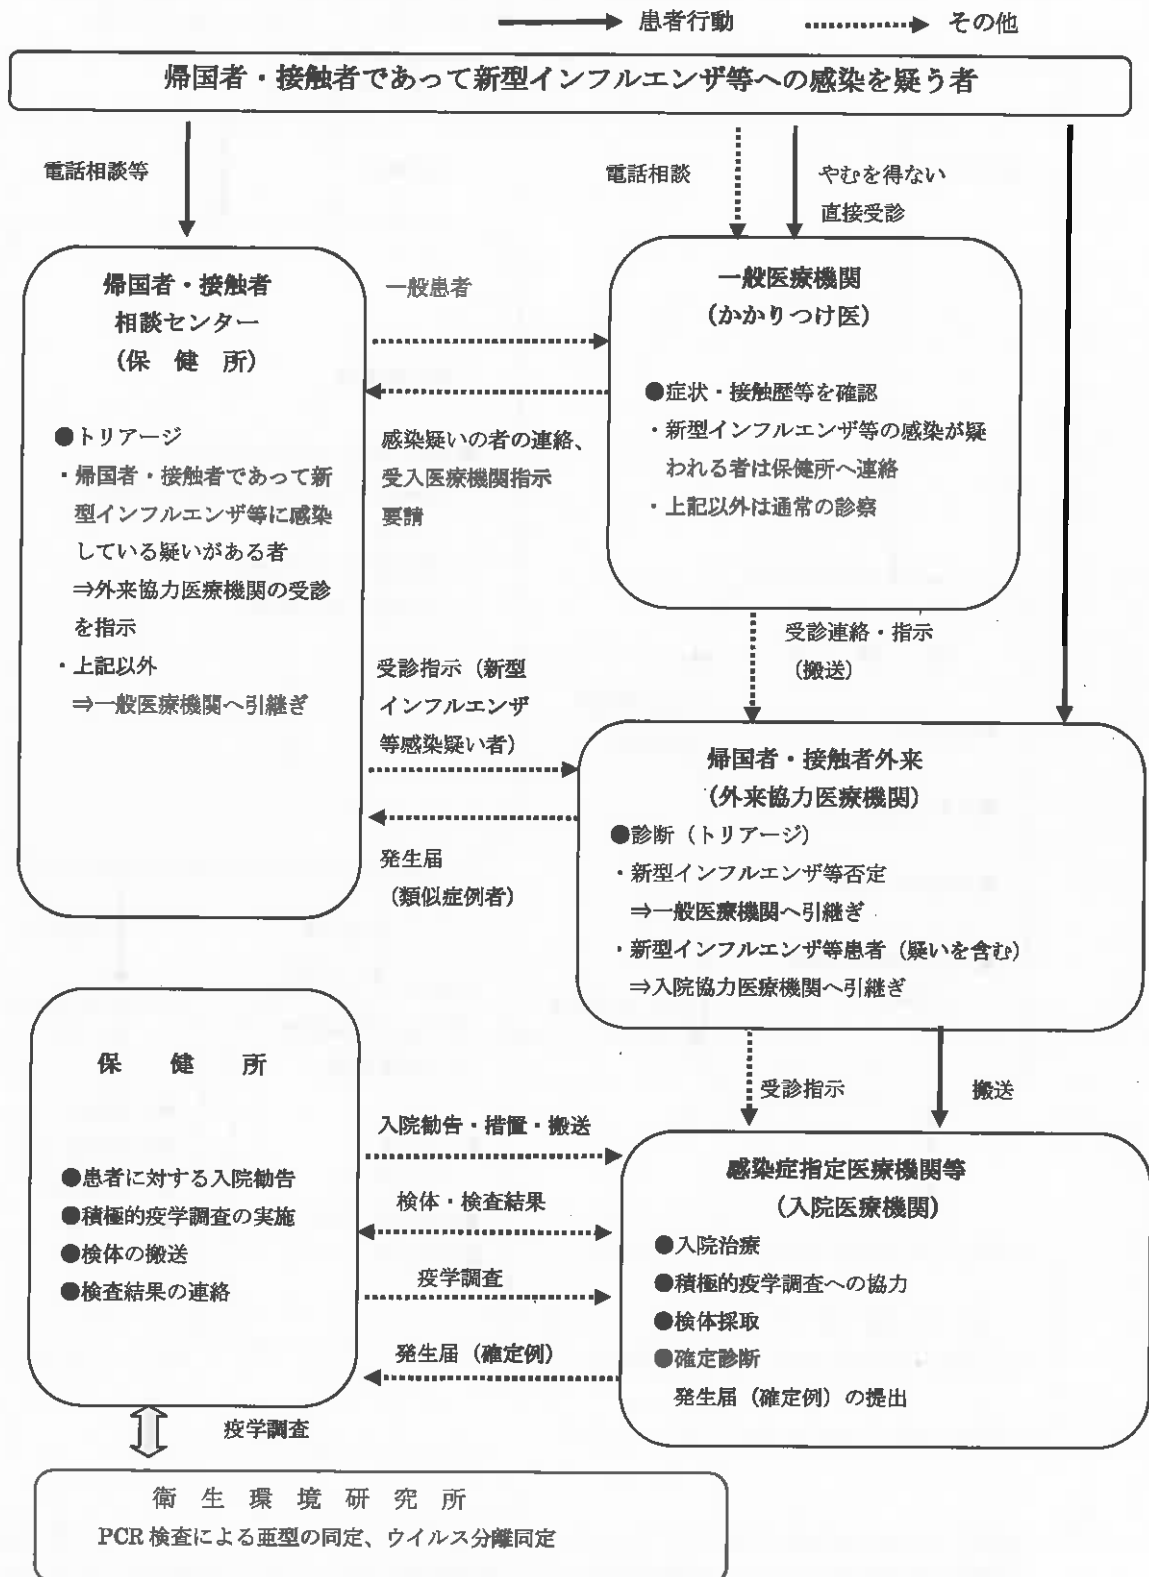 患者行動
その他
帰国者・接触者であって新型インフルエンザ等への感染を疑う者
電話相談等
電話相談
やむを得ない
直接受診
帰国者・接触者
相談センター
(保 健 所)
●トリアージ
・帰国者・接触者であって新
型インフルエンザ等に感染
している疑いがある者
⇒外来協力医療機関の受診
を指示
・上記以外
⇒一般医療機関へ引継ぎ
一般患者
感染疑いの者の連絡、
受入医療機関指示
要請
一般医療機関
(かかりつけ医)
●症状・接触歴等を確認
・新型インフルエンザ等の感染が疑
われる者は保健所へ連絡
・上記以外は通常の診察
受診連絡・指示
(搬送)
受診指示(新型
インフルエンザ
等感染疑い者)
発生届
(類似症例者)
帰国者・接触者外来
(外来協力医療機関)
●診断(トリアージ)
・新型インフルエンザ等否定
⇒一般医療機関へ引継ぎ
・新型インフルエンザ等患者(疑いを含む)
⇒入院協力医療機関へ引継ぎ
受診指示
搬送
保 健 所
●患者に対する入院勧告
●積極的疫学調査の実施
●検体の搬送
●検査結果の連絡
入院勧告・措置・搬送
検体・検査結果
疫学調査
発生届(確定例)
感染症指定医療機関等
(入院医療機関)
●入院治療
●積極的疫学調査への協力
●検体採取
●確定診断
発生届(確定例)の提出
疫学調査
衛 生 環 境 研 究 所
PCR 検査による亜型の同定、ウイルス分離同定